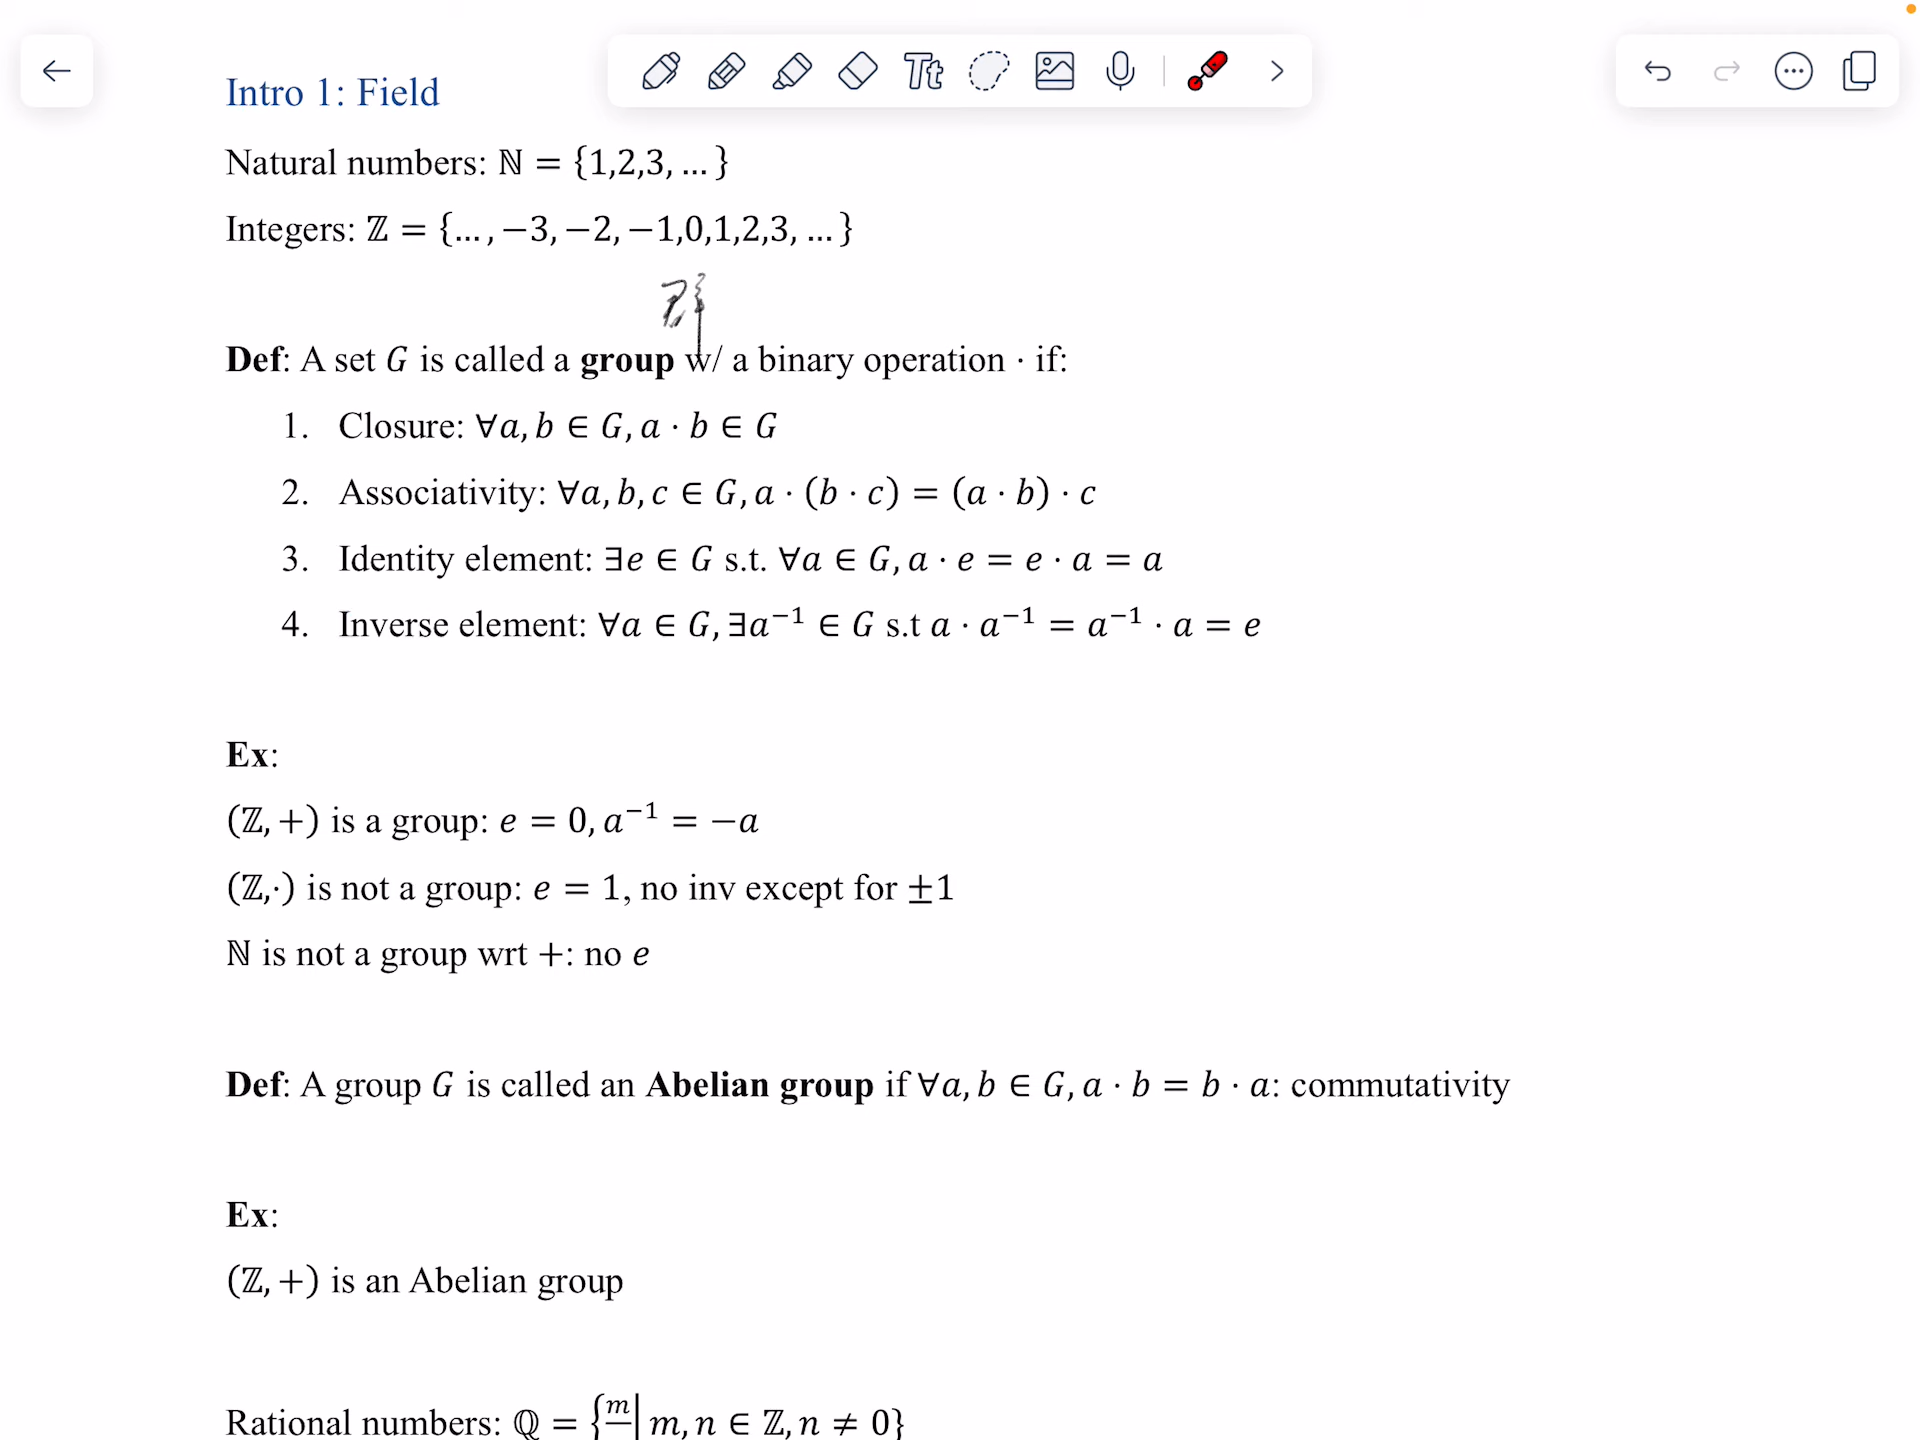 Intro 1: Field
Tt
Natural numbers: ℕ = {1,2,3, … }
Integers: ℤ = {… , −3, −2, −1,0,1,2,3, … }
群
Def: A set G is called a group w/ a binary operation · if:
1. Closure: ∀a, b ∈ G, a · b ∈ G
2. Associativity: ∀a, b, c ∈ G, a · (b · c) = (a · b) · c
3. Identity element: ∃e ∈ G s.t. ∀a ∈ G, a · e = e · a = a
4. Inverse element: ∀a ∈ G, ∃a⁻¹ ∈ G s.t a · a⁻¹ = a⁻¹ · a = e
Ex:
(ℤ, +) is a group: e = 0, a⁻¹ = −a
(ℤ,·) is not a group: e = 1, no inv except for ±1
ℕ is not a group wrt +: no e
Def: A group G is called an Abelian group if ∀a, b ∈ G, a · b = b · a: commutativity
Ex:
(ℤ, +) is an Abelian group
Rational numbers: ℚ = {m| m, n ∈ ℤ, n ≠ 0}